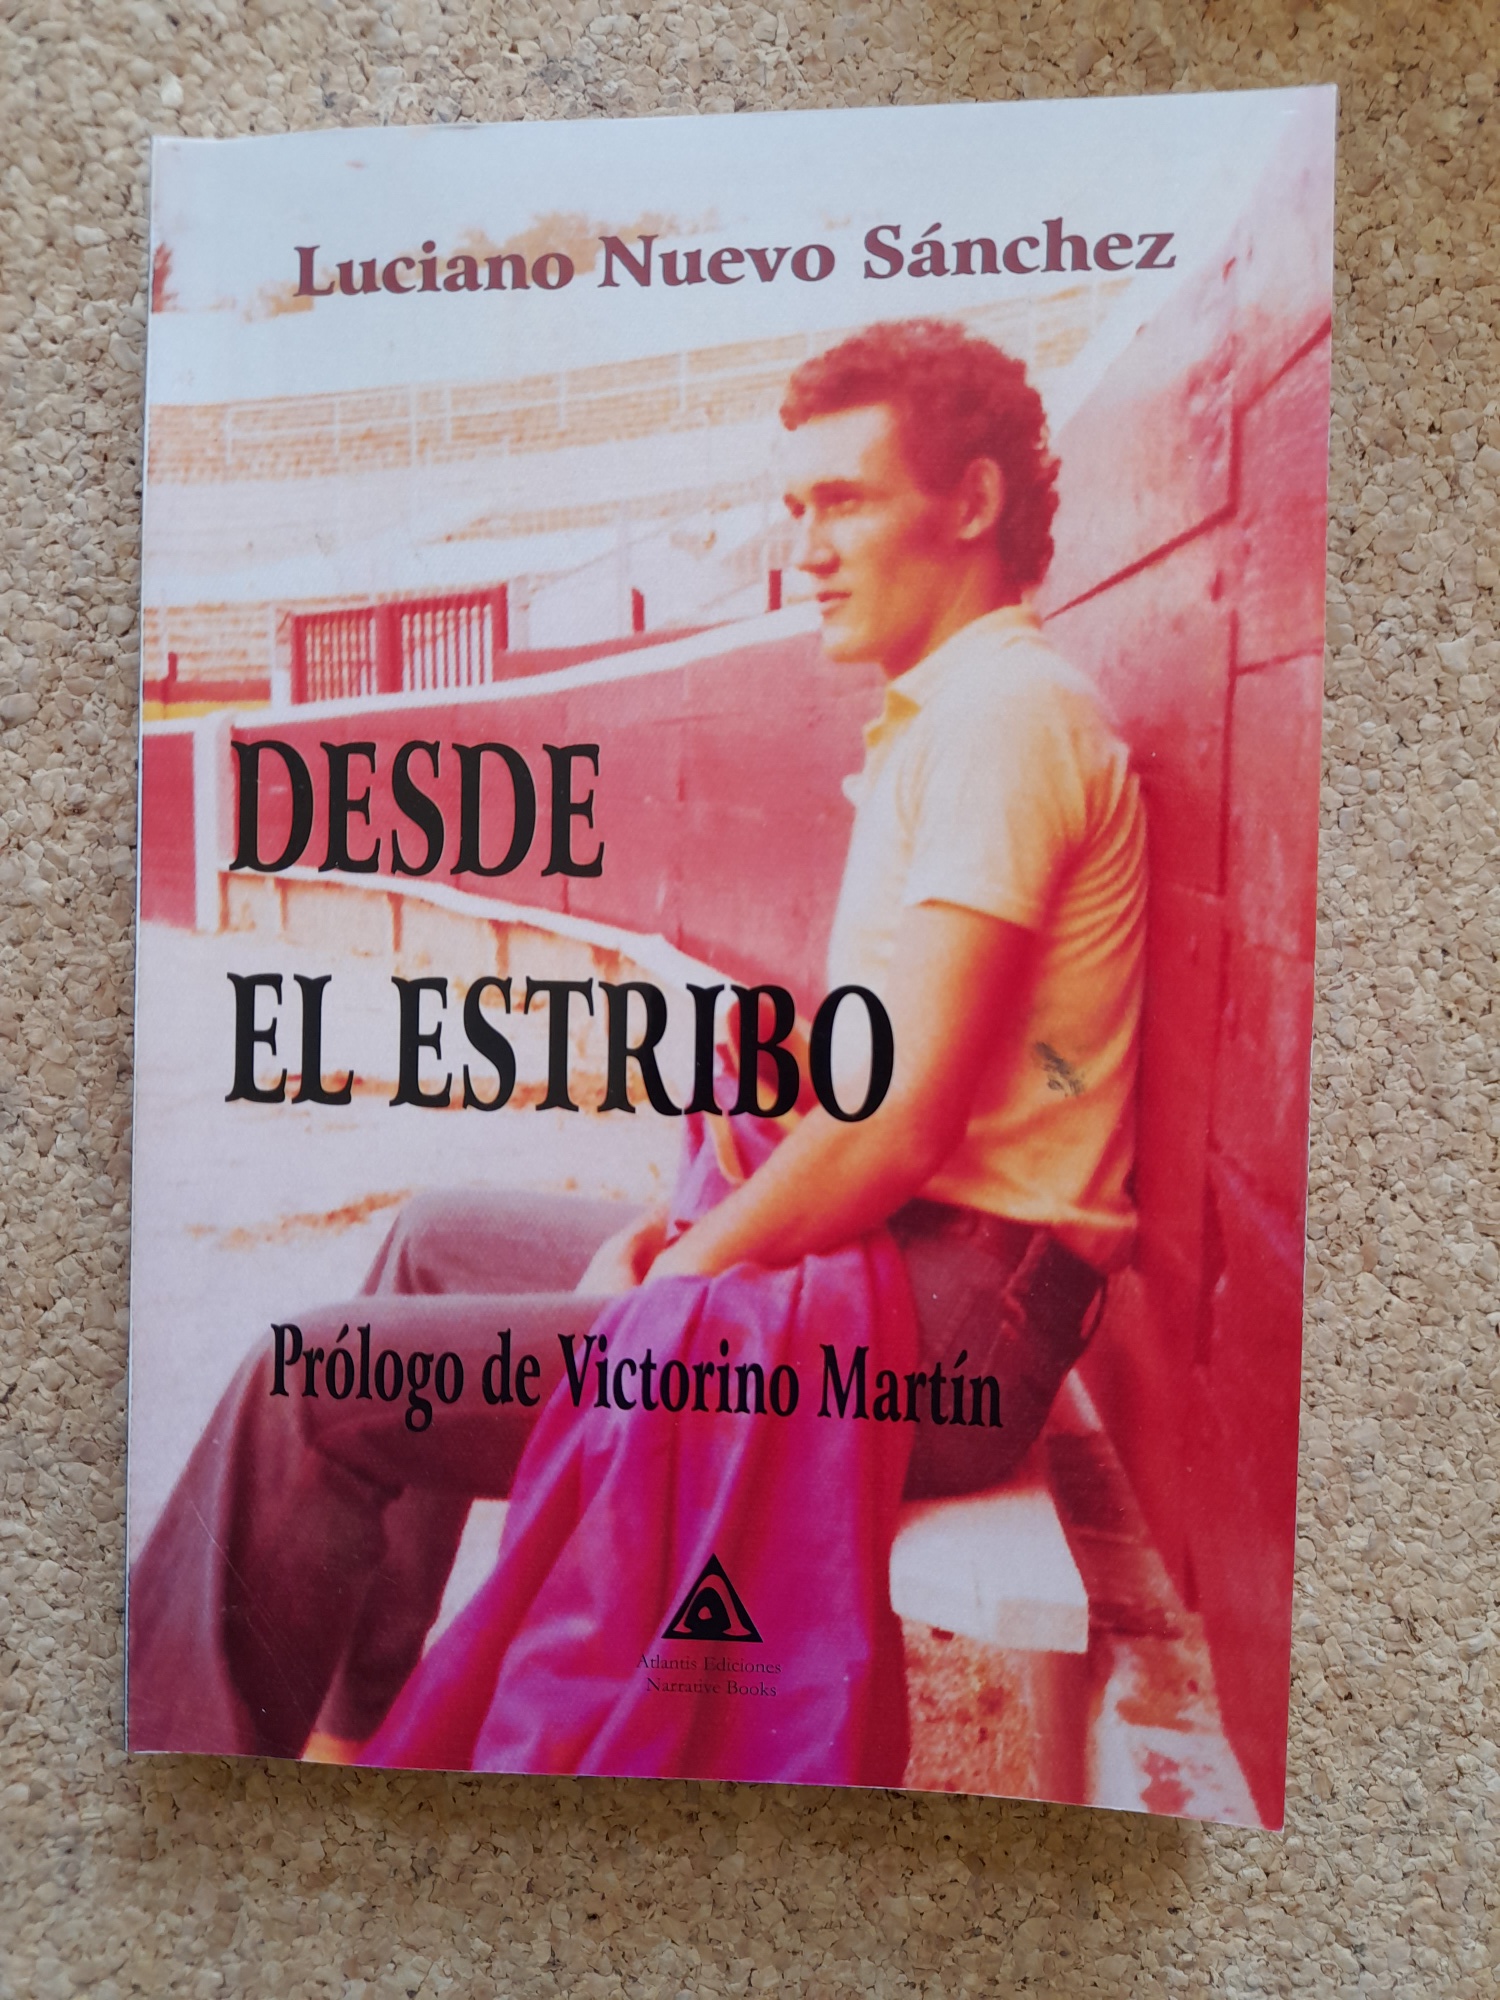 Luciano Nuevo Sánchez
DESDE
EL ESTRIBO
Prólogo de Victorino Martín
Atlantis Ediciones
Narrative Books